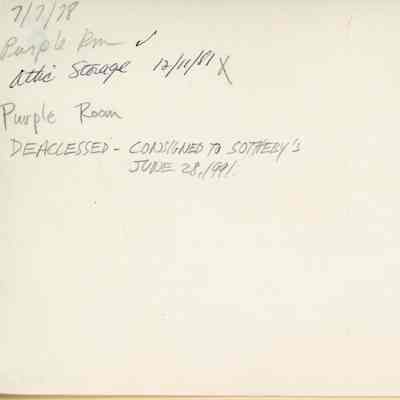 7/7/78
Purple Rm ✓
Attic Storage 12/11/81 X
Purple Room
DEACLESSED - CONSIGNED TO SOTHEBY'S
JUNE 28, 1991.